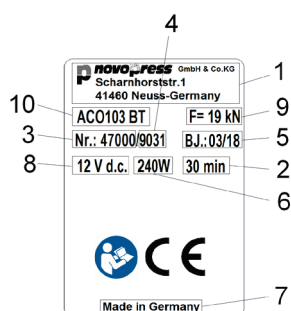 4
novopress GmbH & Co.KG
Scharnhorststr.1
41460 Neuss-Germany
1
10
ACO103 BT
F= 19 kN
9
3
Nr.: 47000/9031
BJ.: 03/18
5
8
12 V d.c.
240W
30 min
2
6
CE
Made in Germany
7